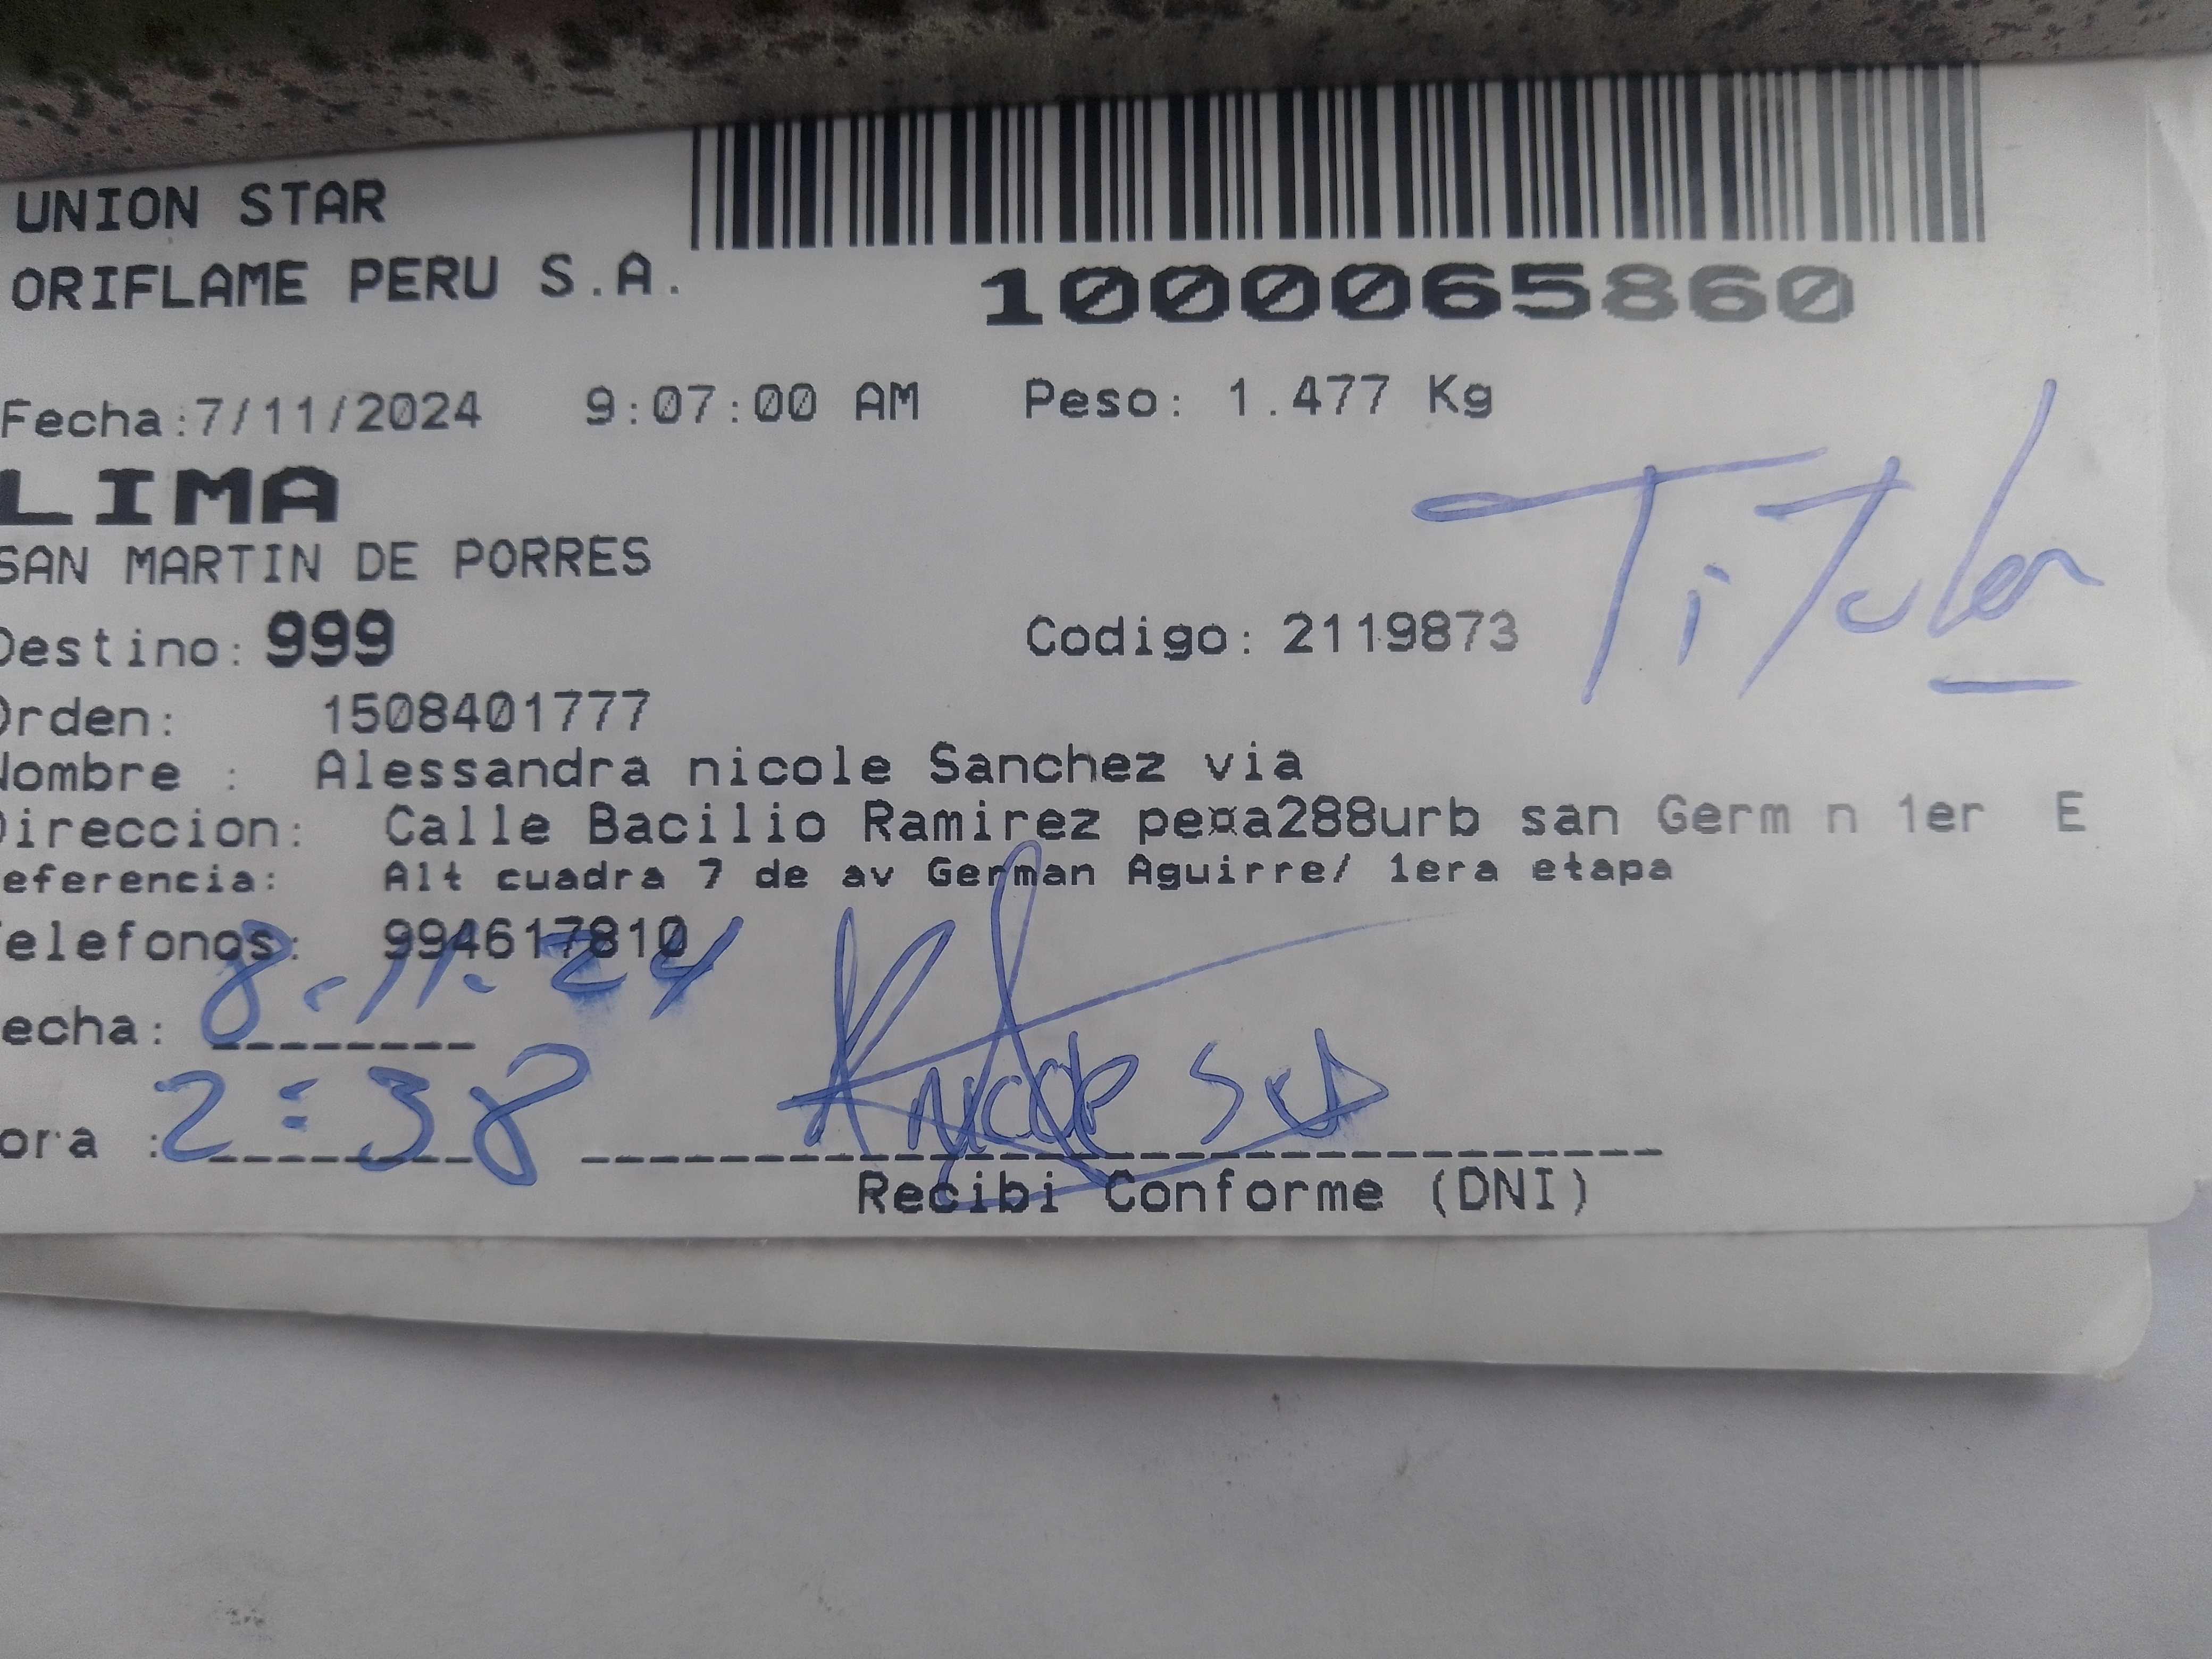 UNION STAR
ORIFLAME PERU S.A.
1000065860
Fecha:7/11/2024 9:07:00 AM Peso: 1.477 Kg
LIMA
TiTular
SAN MARTIN DE PORRES
Destino: 999 Codigo: 2119873
Orden: 1508401777
Nombre : Alessandra nicole Sanchez via
Direccion: Calle Bacilio Ramirez pe¤a288urb san Germ n 1er E
eferencia: Alt cuadra 7 de av German Aguirre/ 1era etapa
elefonos: 994617810
echa: 8.11.24
ora : 2:38
Recibi Conforme (DNI)